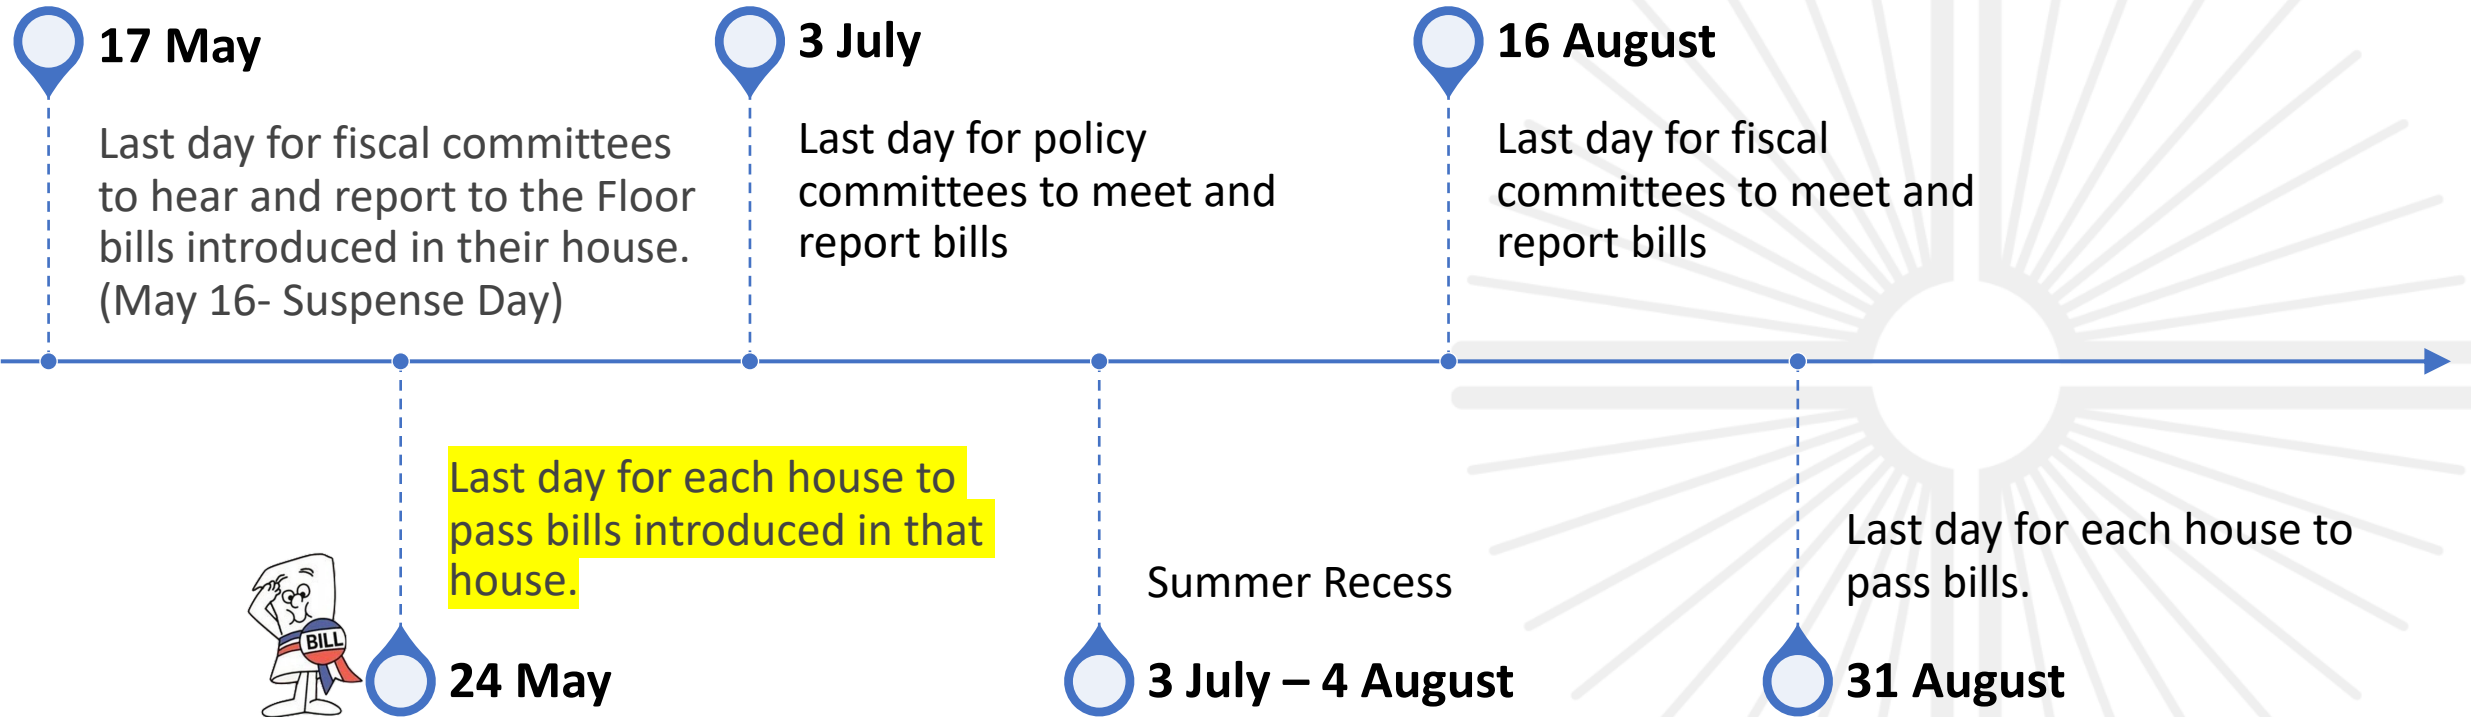 17 May
Last day for fiscal committees
to hear and report to the Floor
bills introduced in their house.
(May 16- Suspense Day)
3 July
Last day for policy
committees to meet and
report bills
16 August
Last day for fiscal
committees to meet and
report bills
Last day for each house to
pass bills introduced in that
house.
BILL
24 May
Summer Recess
3 July – 4 August
Last day for each house to
pass bills.
31 August